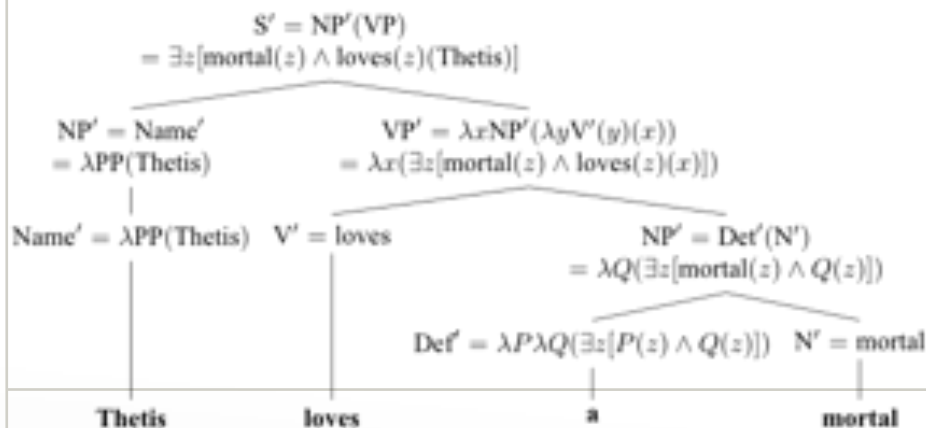 S′ = NP′(VP)
= ∃z[mortal(z) ∧ loves(z)(Thetis)]
NP′ = Name′
= λPP(Thetis)
VP′ = λxNP′(λyV′(y)(x))
= λx(∃z[mortal(z) ∧ loves(z)(x)])
Name′ = λPP(Thetis)
V′ = loves
NP′ = Det′(N′)
= λQ(∃z[mortal(z) ∧ Q(z)])
Det′ = λPλQ(∃z[P(z) ∧ Q(z)])
N′ = mortal
Thetis loves a mortal